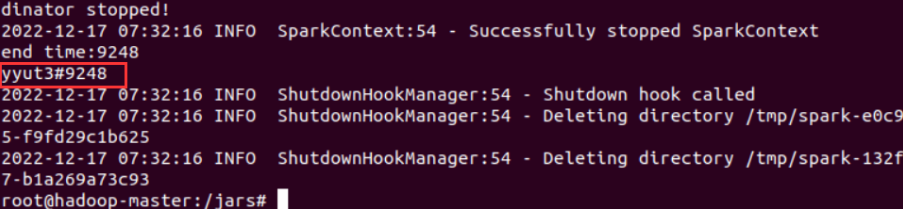 dinator stopped!
2022-12-17 07:32:16 INFO  SparkContext:54 - Successfully stopped SparkContext
end time:9248
yyut3#9248
2022-12-17 07:32:16 INFO  ShutdownHookManager:54 - Shutdown hook called
2022-12-17 07:32:16 INFO  ShutdownHookManager:54 - Deleting directory /tmp/spark-e0c9
5-f9fd29c1b625
2022-12-17 07:32:16 INFO  ShutdownHookManager:54 - Deleting directory /tmp/spark-132f
7-b1a269a73c93
root@hadoop-master:/jars#